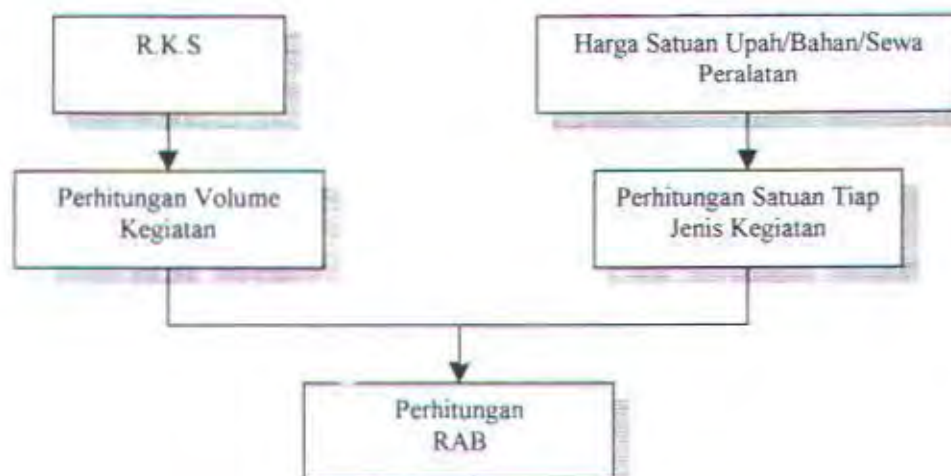 R.K.S
Harga Satuan Upah/Bahan/Sewa
Peralatan
Perhitungan Volume
Kegiatan
Perhitungan Satuan Tiap
Jenis Kegiatan
Perhitungan
RAB